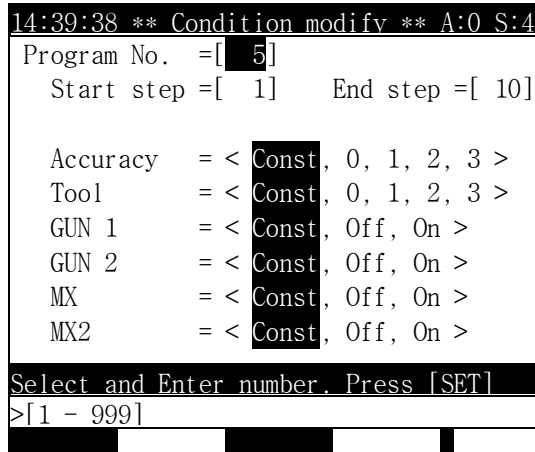 14:39:38 ** Condition modify ** A:0 S:4
Program No. =[ 5]
Start step =[ 1] End step =[ 10]
Accuracy = < Const, 0, 1, 2, 3 >
Tool = < Const, 0, 1, 2, 3 >
GUN 1 = < Const, Off, On >
GUN 2 = < Const, Off, On >
MX = < Const, Off, On >
MX2 = < Const, Off, On >
Select and Enter number. Press [SET]
>[1 - 999]